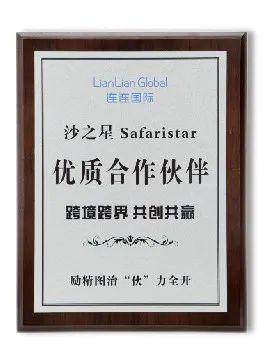 LianLian Global
连连国际
沙之星 Safaristar
优质合作伙伴
跨境跨界 共创共赢
励精图治“伙”力全开